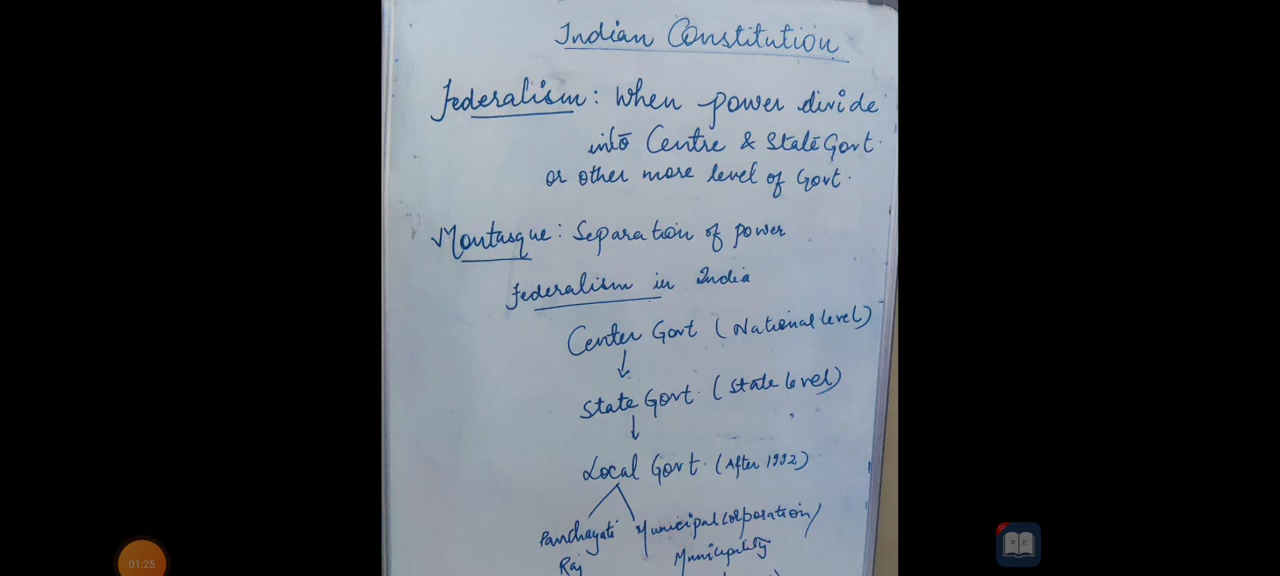 Indian Constitution
Federalism: When power divide
into Centre & State Govt.
or other more level of Govt.
Montasque: Separation of power
Federalism in India
Center Govt (National level)
State Govt. (State level)
Local Govt. (After 1992)
Panchayati Municipal corporation/
Raj Municipality
01:25